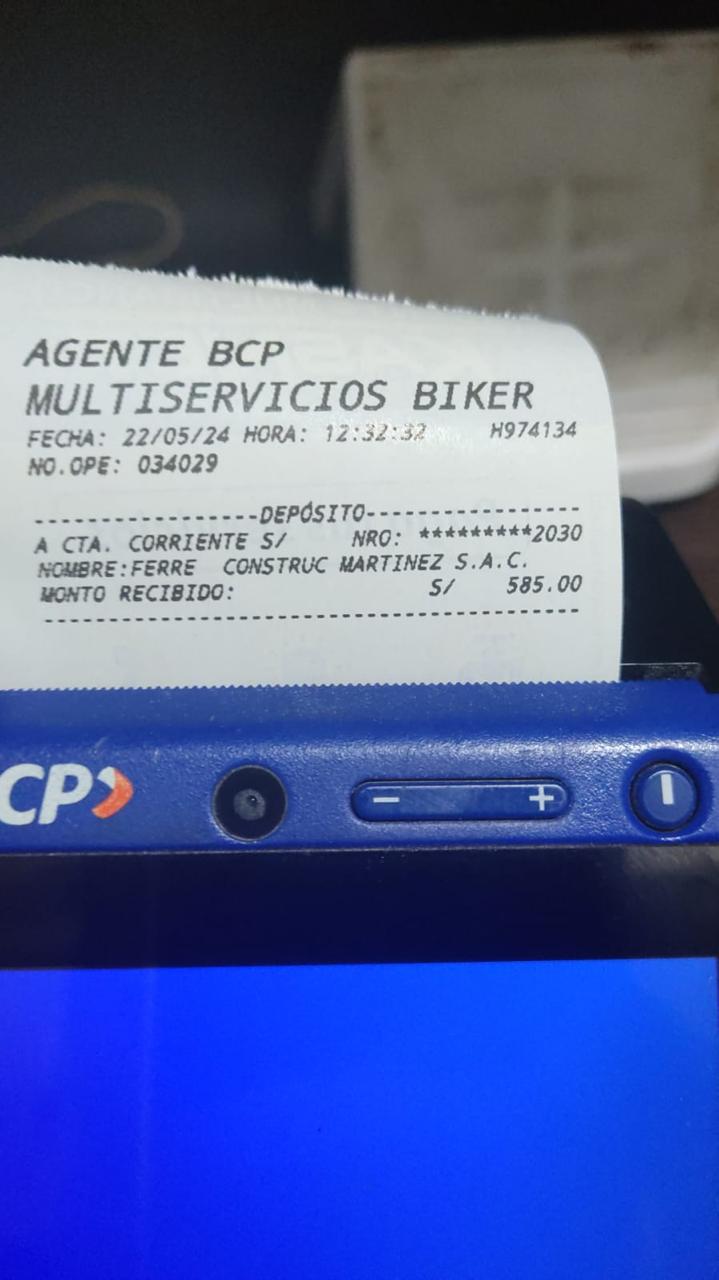 AGENTE BCP
MULTISERVICIOS BIKER
FECHA: 22/05/24 HORA: 12:32:32 H974134
NO.OPE: 034029
-----------------DEPÓSITO----------------
A CTA. CORRIENTE S/ NRO: *********2030
NOMBRE:FERRE CONSTRUC MARTINEZ S.A.C.
MONTO RECIBIDO: S/ 585.00
-----------------------------------------
CP
- +